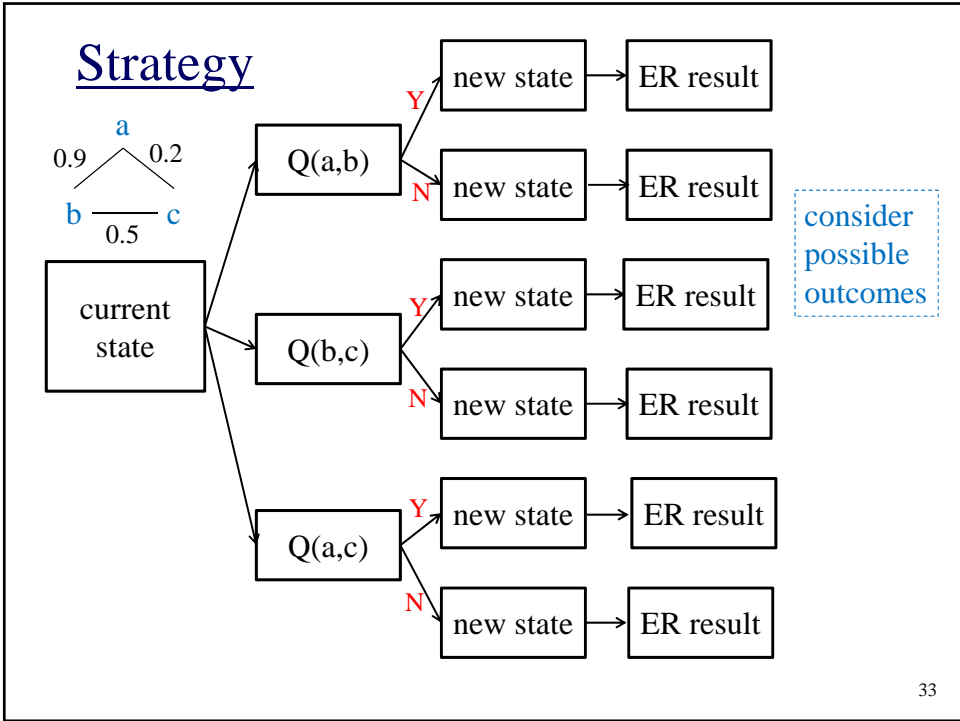 Strategy
a
0.9
0.2
b
c
0.5
current
state
Q(a,b)
Y
new state
ER result
N
new state
ER result
Q(b,c)
Y
new state
ER result
N
new state
ER result
Q(a,c)
Y
new state
ER result
N
new state
ER result
consider
possible
outcomes
33